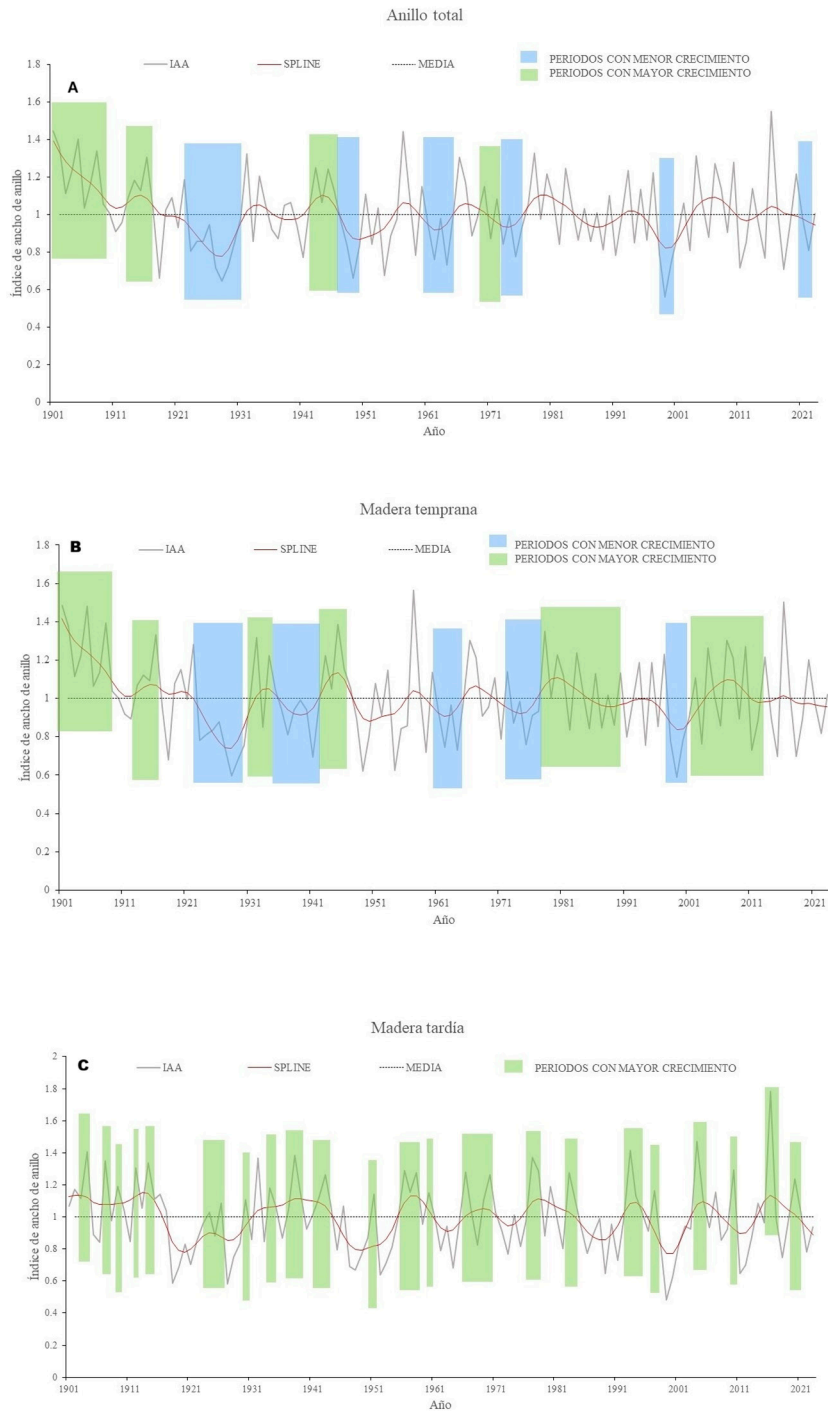 Anillo total
A
IAA
SPLINE
MEDIA
PERIODOS CON MENOR CRECIMIENTO
PERIODOS CON MAYOR CRECIMIENTO
Índice de ancho de anillo
1.8
1.6
1.4
1.2
1
0.8
0.6
0.4
0.2
0
1901 1911 1921 1931 1941 1951 1961 1971 1981 1991 2001 2011 2021
Año
Madera temprana
B
IAA
SPLINE
MEDIA
PERIODOS CON MENOR CRECIMIENTO
PERIODOS CON MAYOR CRECIMIENTO
Índice de ancho de anillo
1.8
1.6
1.4
1.2
1
0.8
0.6
0.4
0.2
0
1901 1911 1921 1931 1941 1951 1961 1971 1981 1991 2001 2011 2021
Año
Madera tardía
C
IAA
SPLINE
MEDIA
PERIODOS CON MAYOR CRECIMIENTO
Índice de ancho de anillo
2
1.8
1.6
1.4
1.2
1
0.8
0.6
0.4
0.2
0
1901 1911 1921 1931 1941 1951 1961 1971 1981 1991 2001 2011 2021
Año